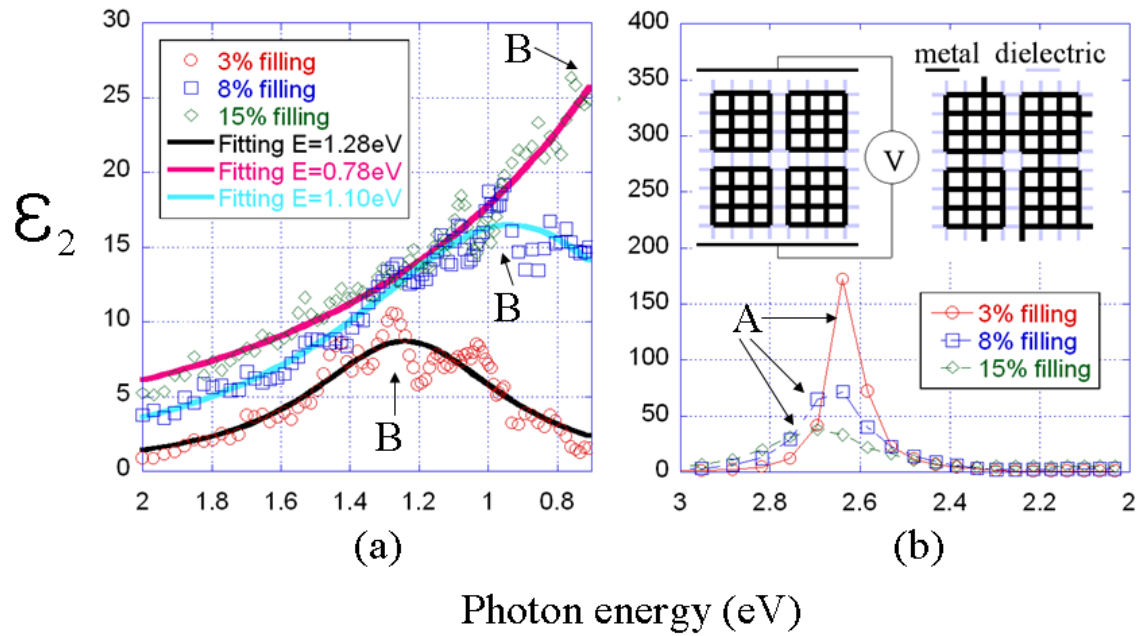 ε₂
30
25
20
15
10
5
0
3% filling
8% filling
15% filling
Fitting E=1.28eV
Fitting E=0.78eV
Fitting E=1.10eV
B
B
B
2 1.8 1.6 1.4 1.2 1 0.8
(a)
400
350
300
250
200
150
100
50
0
metal dielectric
V
A
3% filling
8% filling
15% filling
3 2.8 2.6 2.4 2.2 2
(b)
Photon energy (eV)